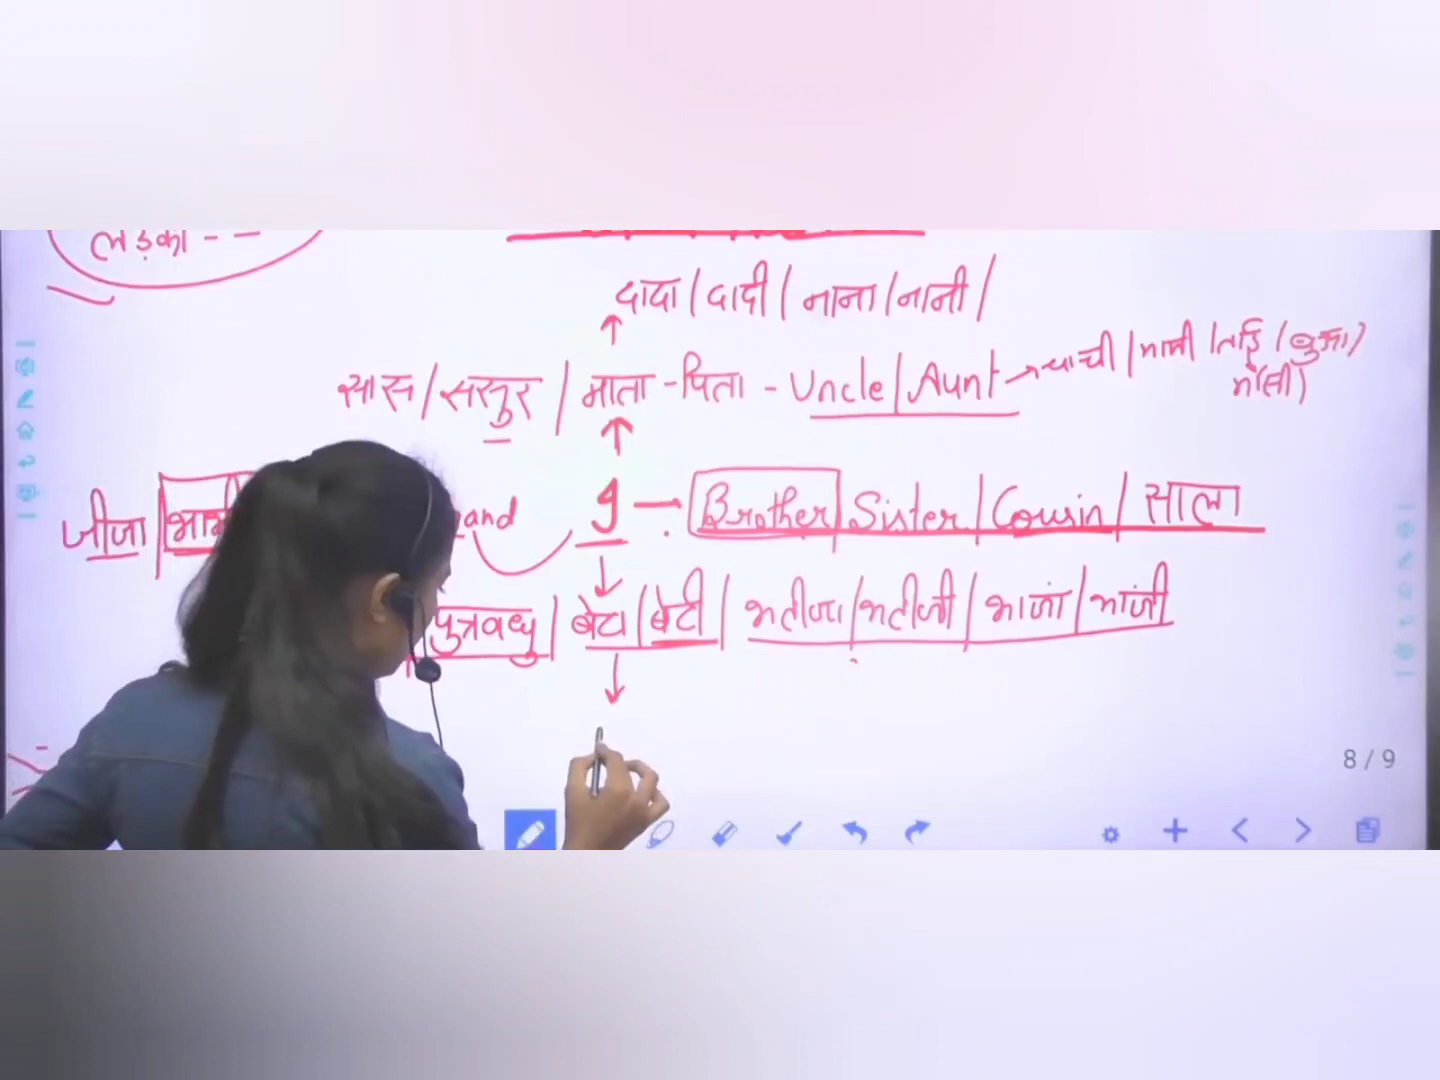 लड़का - -
दादा / दादी / नाना / नानी /
सास / ससुर / माता - पिता - Uncle / Aunt → चाची / मामी / ताई / बुआ /
मौसी)
जीजा and I → Brother / Sister / Cousin / साला
पुत्रवधु / बेटा / बेटी / भतीजा / भतीजी / भांजा / भांजी
8 / 9